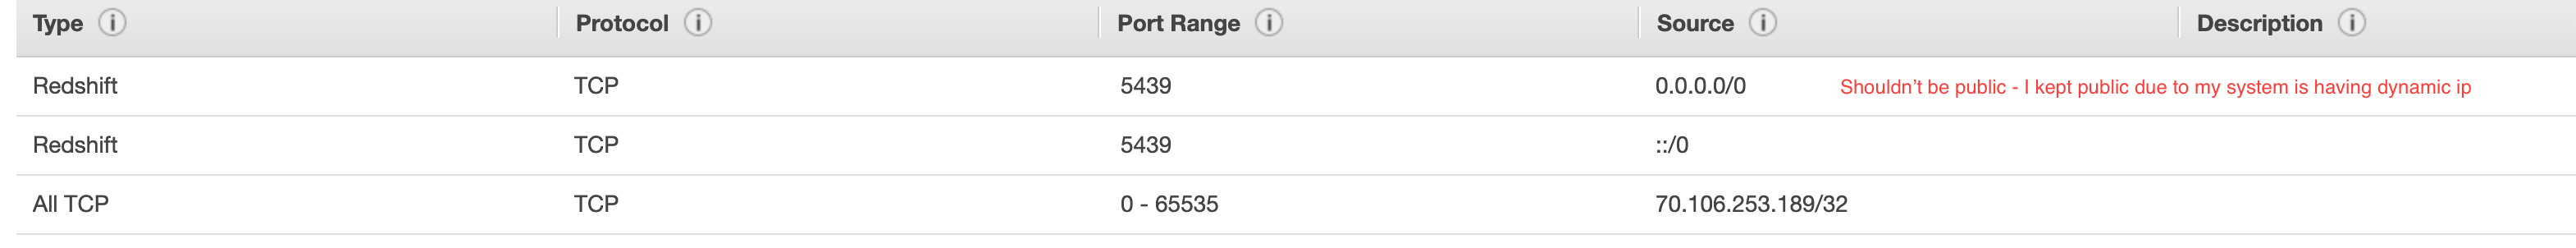 Type Protocol Port Range Source Description
Redshift TCP 5439 0.0.0.0/0 Shouldn't be public - I kept public due to my system is having dynamic ip
Redshift TCP 5439 ::/0
All TCP TCP 0 - 65535 70.106.253.189/32